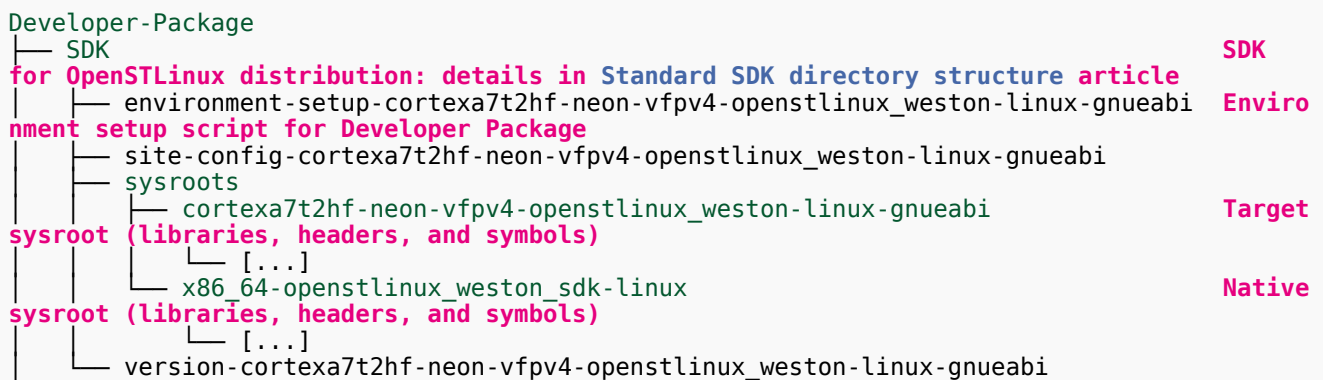 Developer-Package
├── SDK                                                                             SDK
for OpenSTLinux distribution: details in Standard SDK directory structure article
│   ├── environment-setup-cortexa7t2hf-neon-vfpv4-openstlinux_weston-linux-gnueabi  Enviro
nment setup script for Developer Package
│   ├── site-config-cortexa7t2hf-neon-vfpv4-openstlinux_weston-linux-gnueabi
│   ├── sysroots
│   │   ├── cortexa7t2hf-neon-vfpv4-openstlinux_weston-linux-gnueabi                Target
sysroot (libraries, headers, and symbols)
│   │   │   └── [...]
│   │   └── x86_64-openstlinux_weston_sdk-linux                                     Native
sysroot (libraries, headers, and symbols)
│   │       └── [...]
│   └── version-cortexa7t2hf-neon-vfpv4-openstlinux_weston-linux-gnueabi